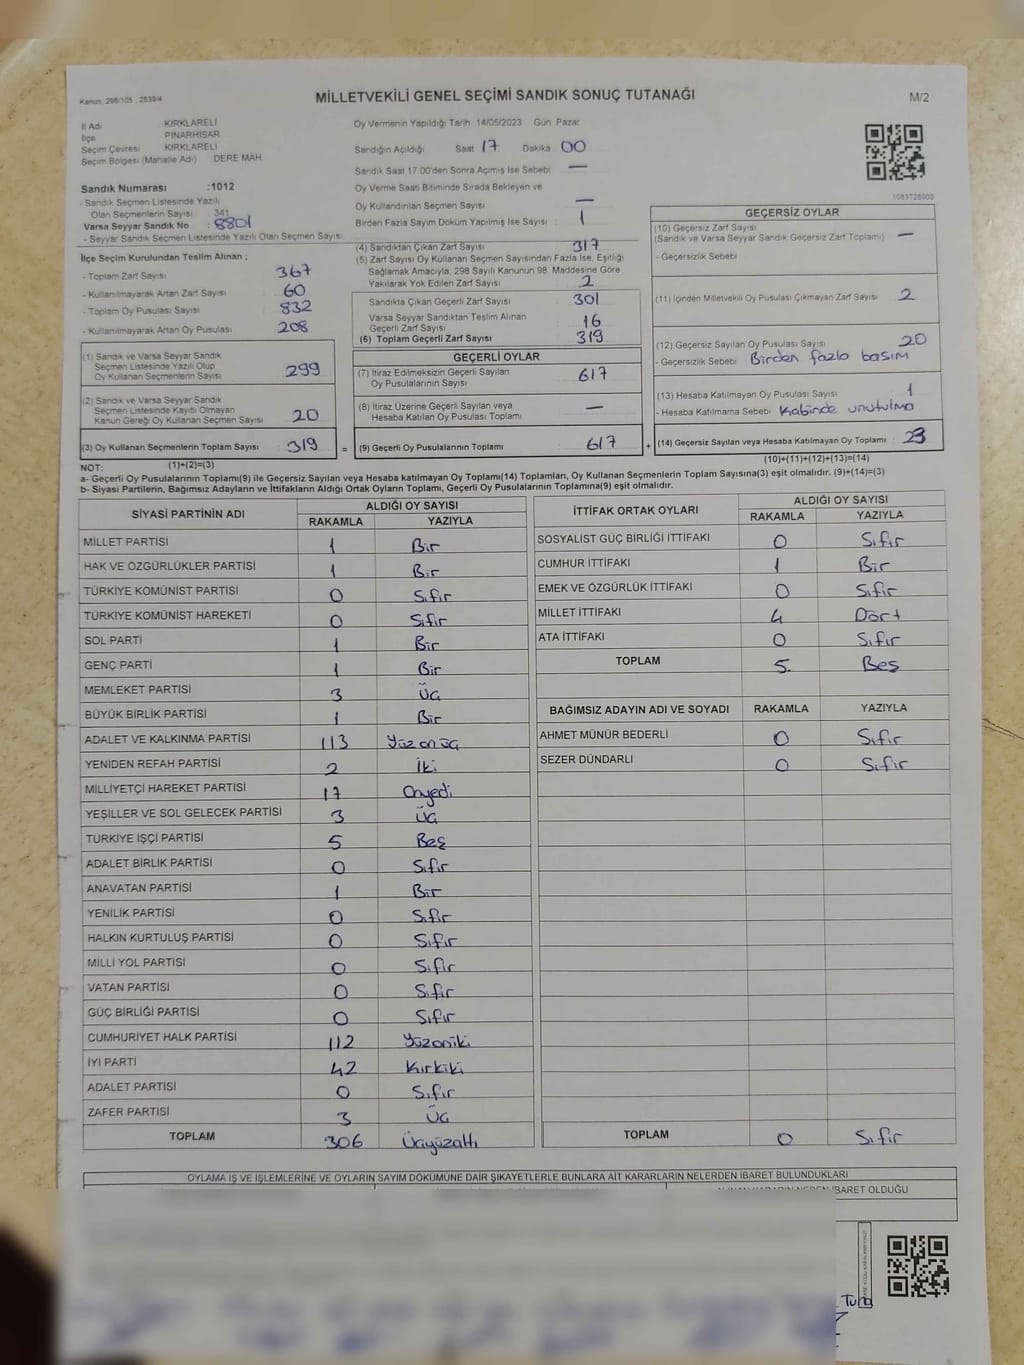 Kanun: 298/105 , 2839/4
MİLLETVEKİLİ GENEL SEÇİMİ SANDIK SONUÇ TUTANAĞI
M/2
İl Adı KIRKLARELİ
İlçe PINARHİSAR
Seçim Çevresi KIRKLARELİ
Seçim Bölgesi (Mahalle Adı) DERE MAH.
Oy Vermenin Yapıldığı Tarih : 14/05/2023 Gün: Pazar
Sandığın Açıldığı Saat 17 Dakika 00
Sandık Saat 17:00'den Sonra Açımış İse Sebebi —
Oy Verme Saati Bitiminde Sırada Bekleyen ve
Oy Kullandırılan Seçmen Sayısı —
Birden Fazla Sayım Döküm Yapılmış İse Sayısı : 1
Sandık Numarası :1012
- Sandık Seçmen Listesinde Yazılı
Olan Seçmenlerin Sayısı 341
Varsa Seyyar Sandık No : 8801
- Seyyar Sandık Seçmen Listesinde Yazılı Olan Seçmen Sayısı
İlçe Seçim Kurulundan Teslim Alınan ;
- Toplam Zarf Sayısı : 367
- Kullanılmayarak Artan Zarf Sayısı : 60
- Toplam Oy Pusulası Sayısı : 832
- Kullanılmayarak Artan Oy Pusulası : 208
(1) Sandık ve Varsa Seyyar Sandık
Seçmen Listesinde Yazılı Olup
Oy Kullanan Seçmenlerin Sayısı : 299
(2) Sandık ve Varsa Seyyar Sandık
Seçmen Listesinde Kayıtlı Olmayan
Kanun Gereği Oy Kullanan Seçmen Sayısı : 20
(3) Oy Kullanan Seçmenlerin Toplam Sayısı : 319 =
(4) Sandıktan Çıkan Zarf Sayısı : 317
(5) Zarf Sayısı Oy Kullanan Seçmen Sayısından Fazla İse, Eşitliği
Sağlamak Amacıyla, 298 Sayılı Kanunun 98. Maddesine Göre
Yakılarak Yok Edilen Zarf Sayısı : 2
Sandıkta Çıkan Geçerli Zarf Sayısı : 301
Varsa Seyyar Sandıktan Teslim Alınan
Geçerli Zarf Sayısı : 16
(6) Toplam Geçerli Zarf Sayısı : 319
GEÇERLİ OYLAR
(7) İtiraz Edilmeksizin Geçerli Sayılan
Oy Pusulalarının Sayısı : 617
(8) İtiraz Üzerine Geçerli Sayılan veya
Hesaba Katılan Oy Pusulası Toplamı : —
(9) Geçerli Oy Pusulalarının Toplamı : 617 +
1083728903
GEÇERSİZ OYLAR
(10) Geçersiz Zarf Sayısı
(Sandık ve Varsa Seyyar Sandık Geçersiz Zarf Toplamı) : —
- Geçersizlik Sebebi
(11) İçinden Milletvekili Oy Pusulası Çıkmayan Zarf Sayısı : 2
(12) Geçersiz Sayılan Oy Pusulası Sayısı : 20
- Geçersizlik Sebebi : Birden fazla basım
(13) Hesaba Katılmayan Oy Pusulası Sayısı : 1
- Hesaba Katılmama Sebebi : Kabinde unutulma
(14) Geçersiz Sayılan veya Hesaba Katılmayan Oy Toplamı : 23
NOT: (1)+(2)=(3)
(10)+(11)+(12)+(13)=(14)
a- Geçerli Oy Pusulalarının Toplamı(9) ile Geçersiz Sayılan veya Hesaba katılmayan Oy Toplamı(14) Toplamları, Oy Kullanan Seçmenlerin Toplam Sayısına(3) eşit olmalıdır. (9)+(14)=(3)
b- Siyasi Partilerin, Bağımsız Adayların ve İttifakların Aldığı Ortak Oyların Toplamı, Geçerli Oy Pusulalarının Toplamına(9) eşit olmalıdır.
SİYASİ PARTİNİN ADI ALDIĞI OY SAYISI
RAKAMLA YAZIYLA
MİLLET PARTİSİ 1 Bir
HAK VE ÖZGÜRLÜKLER PARTİSİ 1 Bir
TÜRKİYE KOMÜNİST PARTİSİ 0 Sıfır
TÜRKİYE KOMÜNİST HAREKETİ 0 Sıfır
SOL PARTİ 1 Bir
GENÇ PARTİ 1 Bir
MEMLEKET PARTİSİ 3 Üç
BÜYÜK BİRLİK PARTİSİ 1 Bir
ADALET VE KALKINMA PARTİSİ 113 Yüzonüç
YENİDEN REFAH PARTİSİ 2 İki
MİLLİYETÇİ HAREKET PARTİSİ 17 Onyedi
YEŞİLLER VE SOL GELECEK PARTİSİ 3 Üç
TÜRKİYE İŞÇİ PARTİSİ 5 Beş
ADALET BİRLİK PARTİSİ 0 Sıfır
ANAVATAN PARTİSİ 1 Bir
YENİLİK PARTİSİ 0 Sıfır
HALKIN KURTULUŞ PARTİSİ 0 Sıfır
MİLLİ YOL PARTİSİ 0 Sıfır
VATAN PARTİSİ 0 Sıfır
GÜÇ BİRLİĞİ PARTİSİ 0 Sıfır
CUMHURİYET HALK PARTİSİ 112 Yüzoniki
İYİ PARTİ 42 Kırkiki
ADALET PARTİSİ 0 Sıfır
ZAFER PARTİSİ 3 Üç
TOPLAM 306 Üçyüzaltı
İTTİFAK ORTAK OYLARI ALDIĞI OY SAYISI
RAKAMLA YAZIYLA
SOSYALİST GÜÇ BİRLİĞİ İTTİFAKI 0 Sıfır
CUMHUR İTTİFAKI 1 Bir
EMEK VE ÖZGÜRLÜK İTTİFAKI 0 Sıfır
MİLLET İTTİFAKI 4 Dört
ATA İTTİFAKI 0 Sıfır
TOPLAM 5 Beş
BAĞIMSIZ ADAYIN ADI VE SOYADI RAKAMLA YAZIYLA
AHMET MÜNÜR BEDERLİ 0 Sıfır
SEZER DÜNDARLI 0 Sıfır
TOPLAM 0 Sıfır
OYLAMA İŞ VE İŞLEMLERİNE VE OYLARIN SAYIM DÖKÜMÜNE DAİR ŞİKAYETLERLE BUNLARA AİT KARARLARIN NELERDEN İBARET BULUNDUKLARI
İBARET OLDUĞU